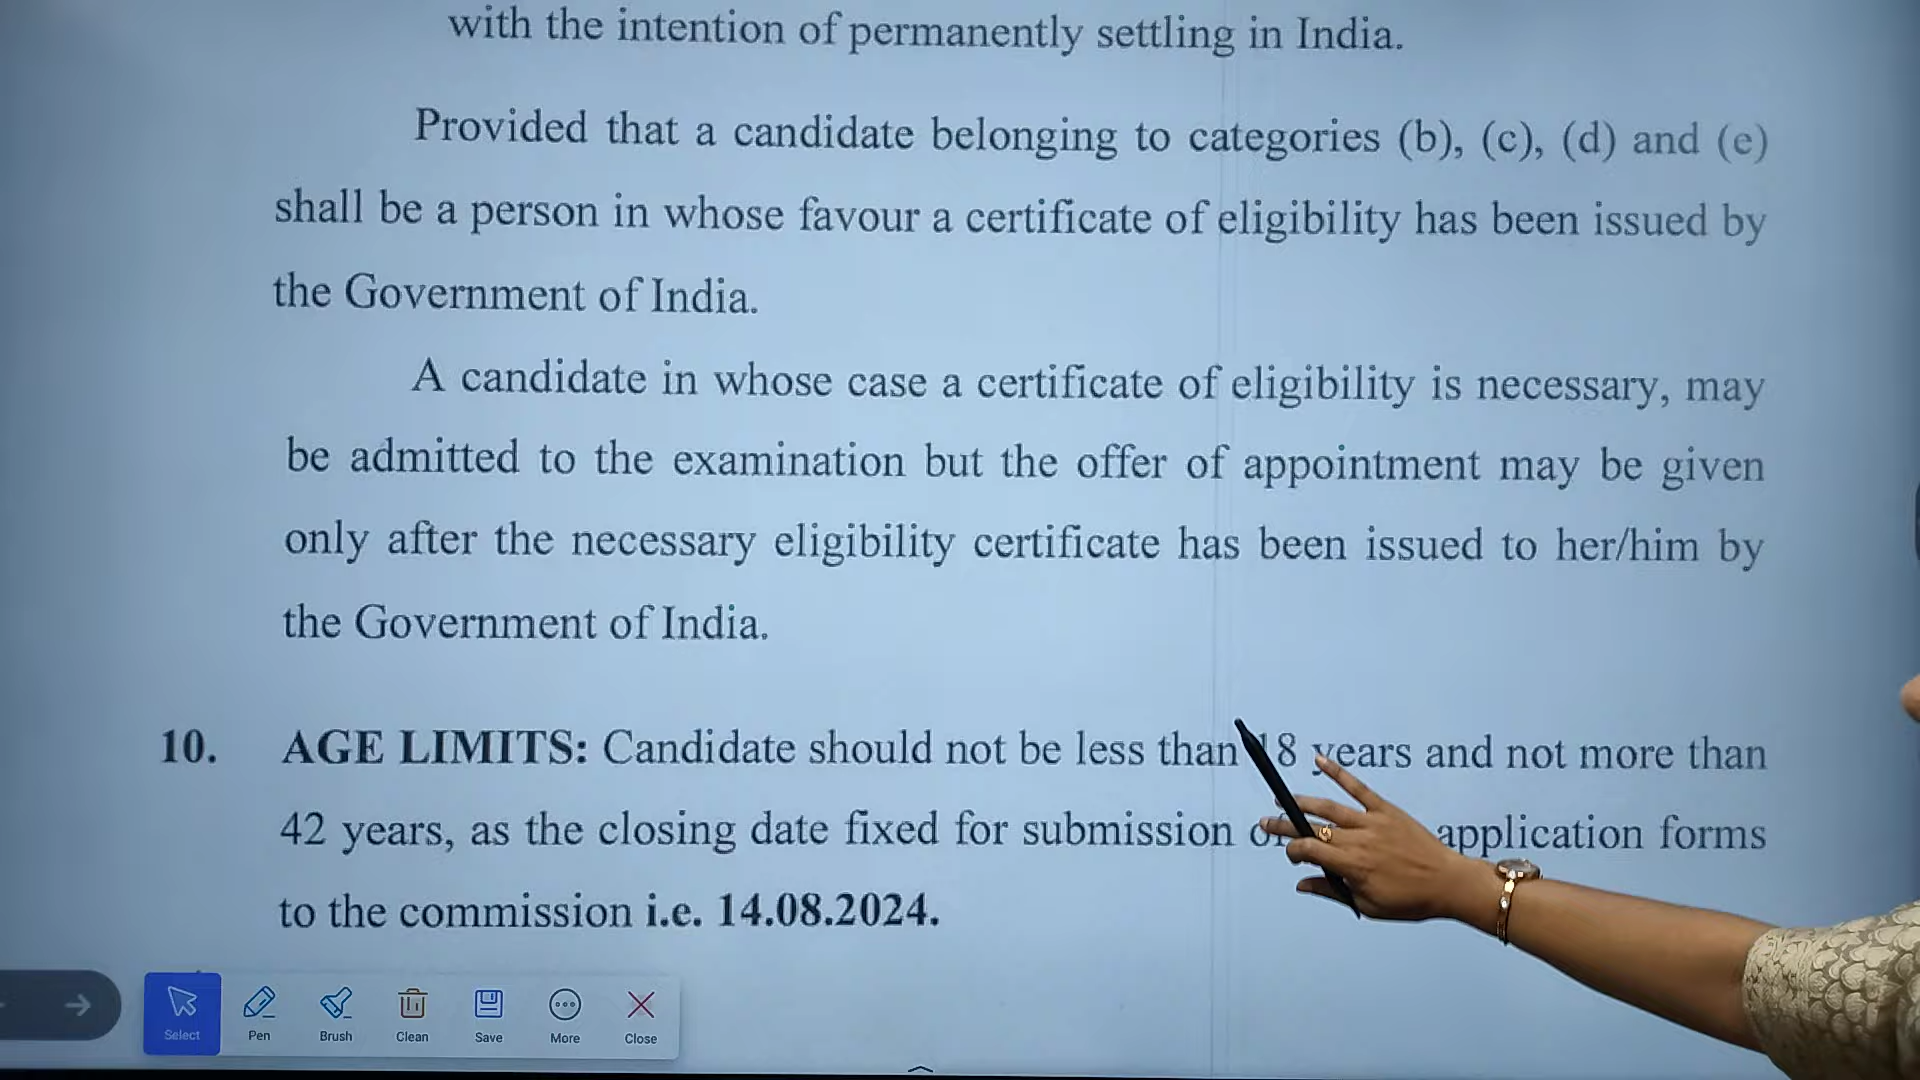 with the intention of permanently settling in India.
Provided that a candidate belonging to categories (b), (c), (d) and (e)
shall be a person in whose favour a certificate of eligibility has been issued by
the Government of India.
A candidate in whose case a certificate of eligibility is necessary, may
be admitted to the examination but the offer of appointment may be given
only after the necessary eligibility certificate has been issued to her/him by
the Government of India.
10. AGE LIMITS: Candidate should not be less than 18 years and not more than
42 years, as the closing date fixed for submission of application forms
to the commission i.e. 14.08.2024.
Select Pen Brush Clean Save More Close